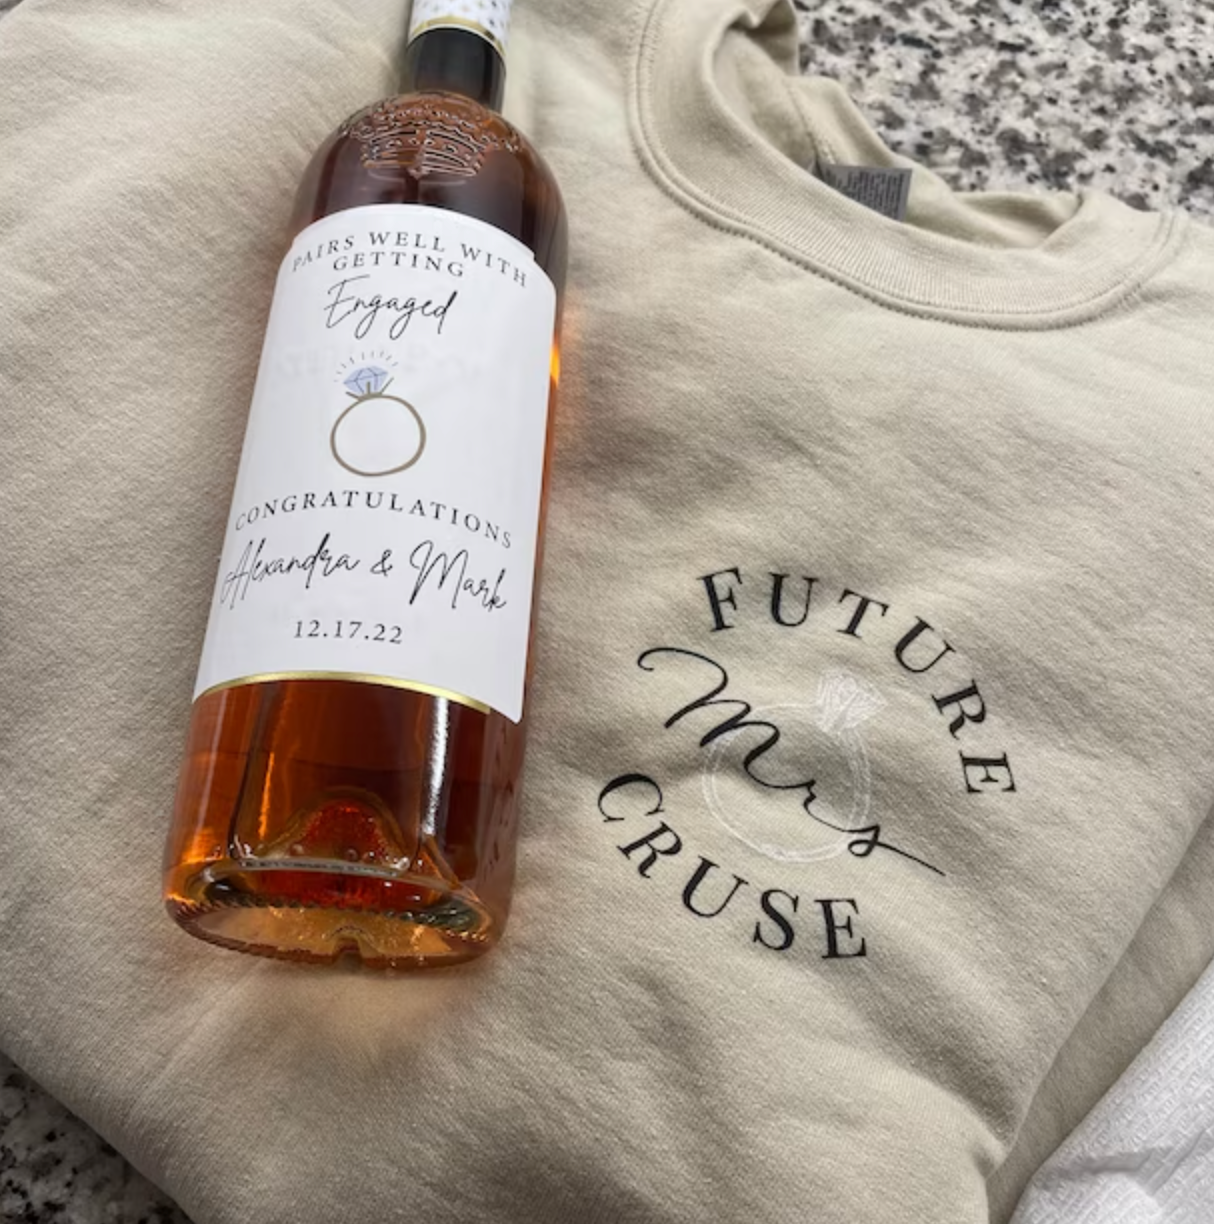 PAIRS WELL WITH
GETTING
Engaged
CONGRATULATIONS
Alexandra & Mark
12.17.22
FUTURE
Mrs
CRUSE